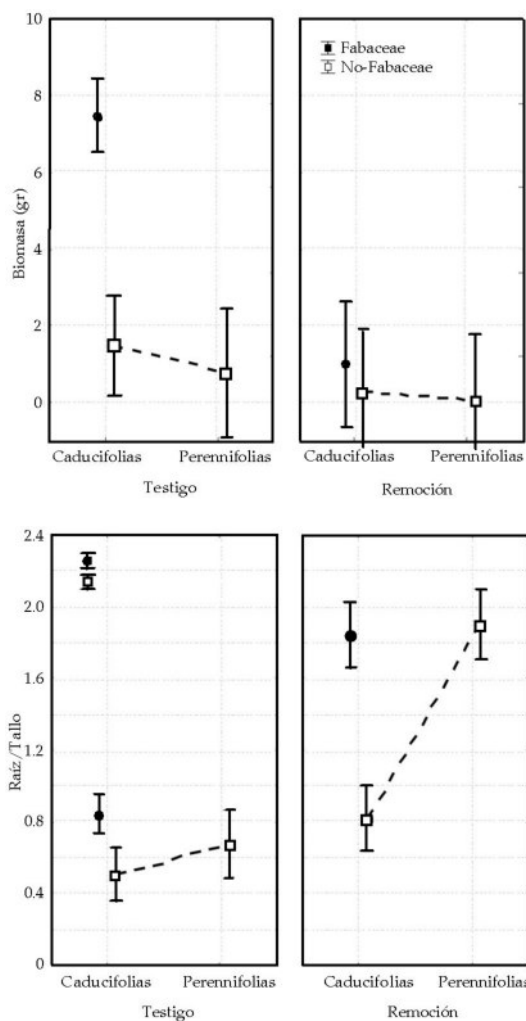 10
8
6
4
2
0
Biomasa (gr)
Fabaceae
No-Fabaceae
Caducifolias Perennifolias
Testigo
Caducifolias Perennifolias
Remoción
2.4
2.0
1.6
1.2
0.8
0.4
0
Raíz/Tallo
Caducifolias Perennifolias
Testigo
Caducifolias Perennifolias
Remoción